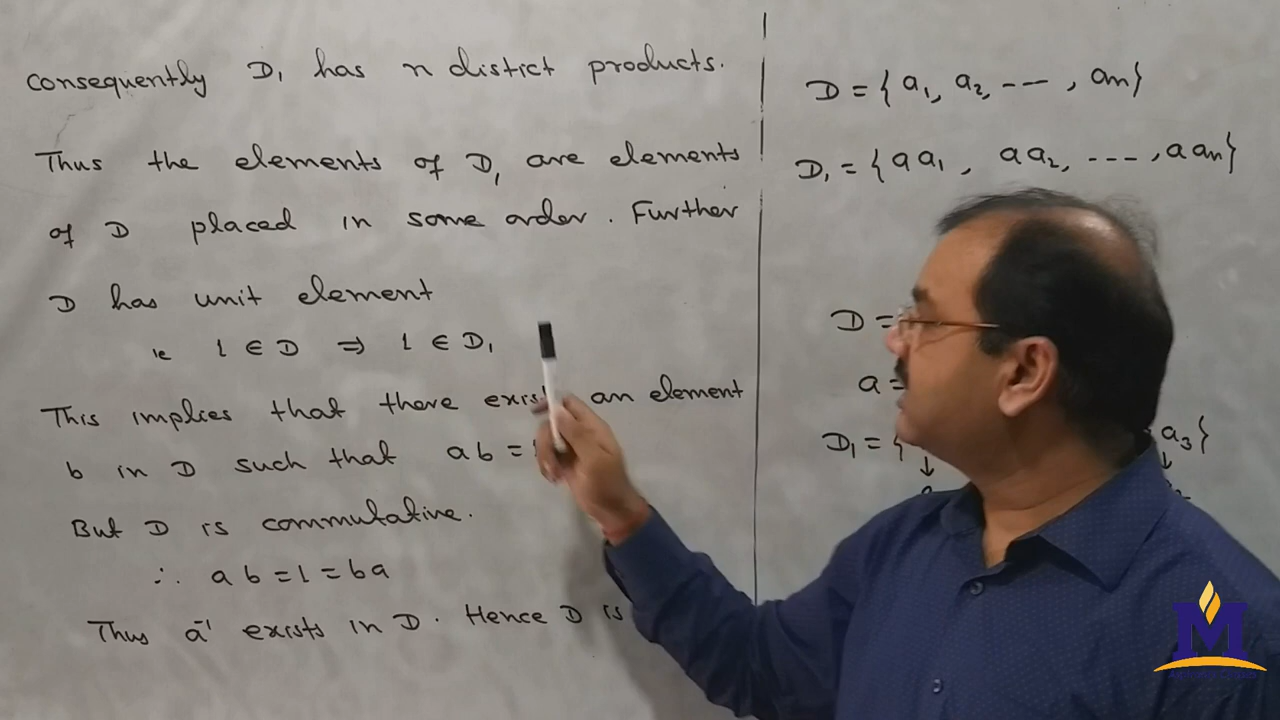 consequently D₁ has n distict products.
Thus the elements of D₁ are elements
of D placed in some order. Further
D has unit element
ie 1 ∈ D ⇒ 1 ∈ D₁
This implies that there exist an element
b in D such that ab =
But D is commutative.
∴ ab = 1 = ba
Thus a⁻¹ exists in D. Hence D is
D = {a₁, a₂, ---, aₙ}
D₁ = {aa₁, aa₂, ----, aaₙ}
D =
a =
D₁ = { a₃}
↓ ↓
M